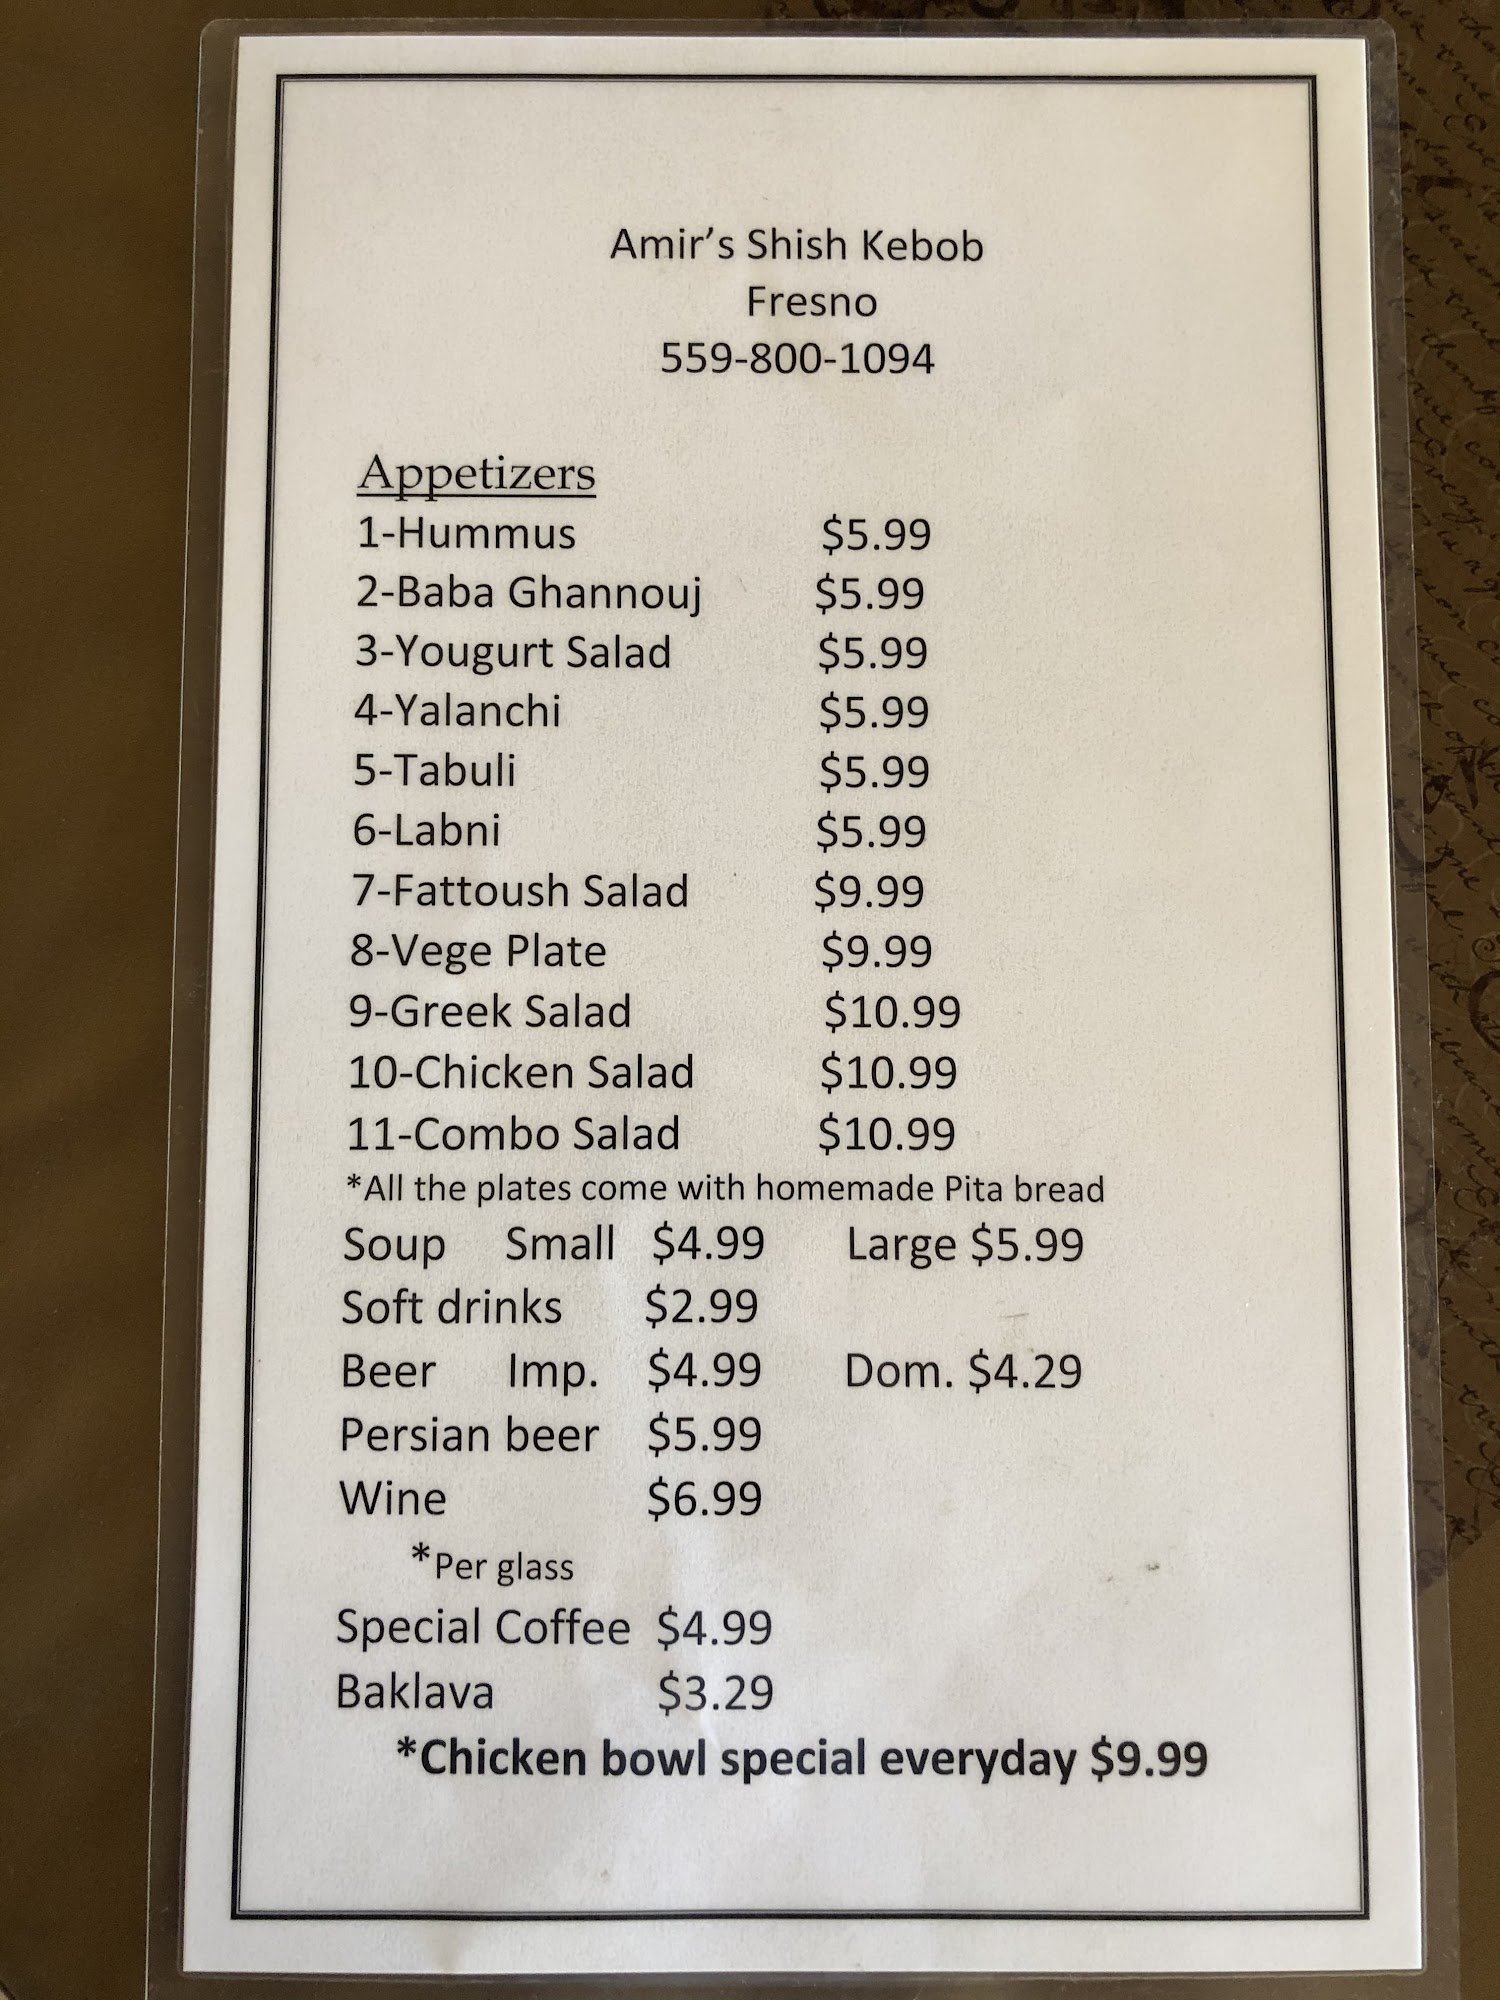 Amir's Shish Kebob
Fresno
559-800-1094
Appetizers
1-Hummus $5.99
2-Baba Ghannouj $5.99
3-Yougurt Salad $5.99
4-Yalanchi $5.99
5-Tabuli $5.99
6-Labni $5.99
7-Fattoush Salad $9.99
8-Vege Plate $9.99
9-Greek Salad $10.99
10-Chicken Salad $10.99
11-Combo Salad $10.99
*All the plates come with homemade Pita bread
Soup Small $4.99 Large $5.99
Soft drinks $2.99
Beer Imp. $4.99 Dom. $4.29
Persian beer $5.99
Wine $6.99
*Per glass
Special Coffee $4.99
Baklava $3.29
*Chicken bowl special everyday $9.99